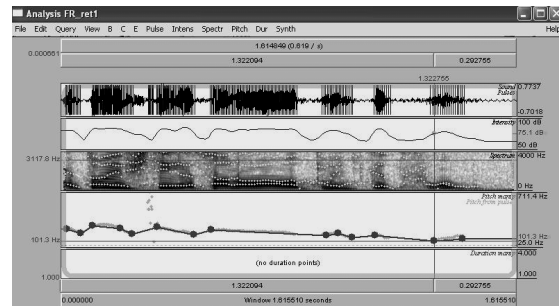 Analysis FR_ret1
File Edit Query View B C E Pulse Intens Spectr Pitch Dur Synth Help
1.614849 (0.619 / s)
0.000661
1.322094 0.292755
1.322755
Sound 0.7737
Pulses
-0.7018
Intensity 100 dB
75.1 dB
50 dB
Spectrum 4000 Hz
3117.8 Hz
0 Hz
Pitch manip 711.4 Hz
Pitch from pulses
101.3 Hz 101.3 Hz
25.0 Hz
Duration manip 4.000
(no duration points)
1.000 1.000
1.322094 0.292755
0.000000 Window 1.615510 seconds 1.615510